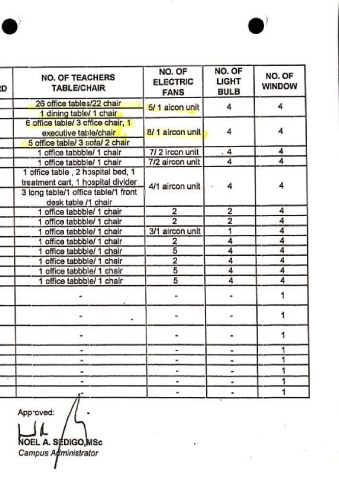 RD NO. OF TEACHERS TABLE/CHAIR NO. OF ELECTRIC FANS NO. OF LIGHT BULB NO. OF WINDOW
26 office tables/22 chair
1 dining table/ 1 chair 5/ 1 aircon unit 4 4
6 office table/ 3 office chair, 1
executive table/chair 8/ 1 aircon unit 4 4
5 office table/ 3 sofa/ 2 chair
1 office tabbble/ 1 chair 7/ 2 ircon unit 4 4
1 office tabbble/ 1 chair 7/2 aircon unit 4 4
1 office table , 2 hospital bed, 1
treatment cart, 1 hospital divider 4/1 aircon unit 4 4
3 long table/1 office table/1 front
desk table /1 chair
1 office tabbble/ 1 chair 2 2 4
1 office tabbble/ 1 chair 2 2 4
1 office tabbble/ 1 chair 3/1 aircon unit 1 4
1 office tabbble/ 1 chair 2 4 4
1 office tabbble/ 1 chair 5 4 4
1 office tabbble/ 1 chair 2 4 4
1 office tabbble/ 1 chair 5 4 4
1 office tabbble/ 1 chair 5 4 4
- - - 1
- - - 1
- - - 1
- - - 1
- - - 1
- - - 1
- - - 1
- - - 1
Approved:
NOEL A. SEDIGO,MSc
Campus Administrator